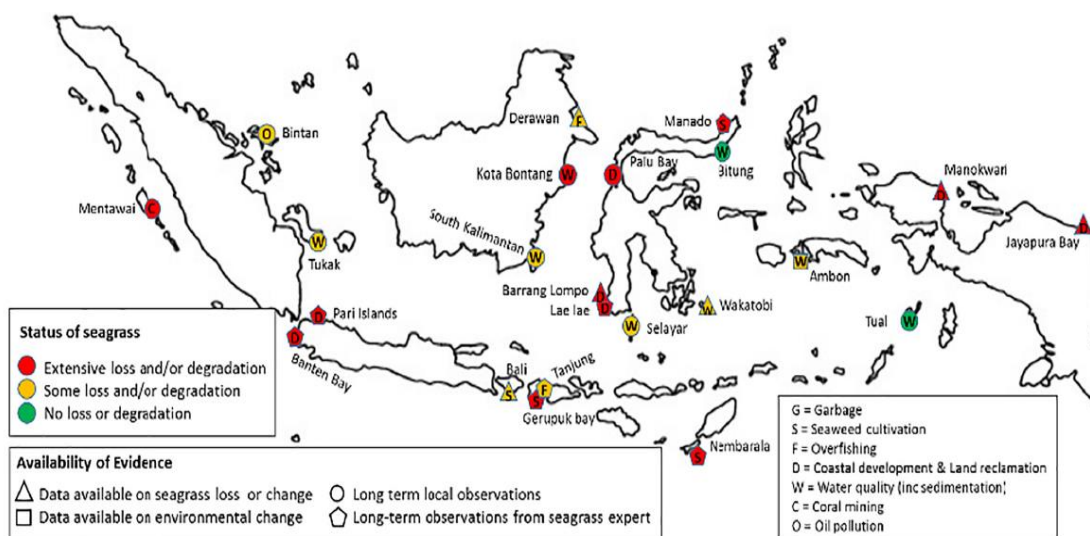 Derawan
F
Manado
S
O
Bintan
Palu Bay
W
Bitung
Kota Bontang
W
D
Manokwari
D
Mentawai
C
South Kalimantan
Jayapura Bay
D
W
Tukak
W
W
Ambon
Barrang Lompo
D
Wakatobi
W
Lae lae
D
Pari Islands
D
Selayar
W
Tual
W
Banten Bay
D
Bali
S
Tanjung
F
Gerupuk bay
S
Nembarala
S
Status of seagrass
Extensive loss and/or degradation
Some loss and/or degradation
No loss or degradation
Availability of Evidence
Data available on seagrass loss or change
Long term local observations
Data available on environmental change
Long-term observations from seagrass expert
G = Garbage
S = Seaweed cultivation
F = Overfishing
D = Coastal development & Land reclamation
W = Water quality (inc sedimentation)
C = Coral mining
O = Oil pollution